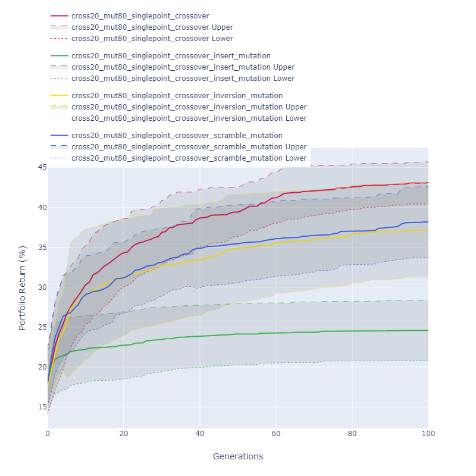 cross20_mut80_singlepoint_crossover
cross20_mut80_singlepoint_crossover Upper
cross20_mut80_singlepoint_crossover Lower
cross20_mut80_singlepoint_crossover_insert_mutation
cross20_mut80_singlepoint_crossover_insert_mutation Upper
cross20_mut80_singlepoint_crossover_insert_mutation Lower
cross20_mut80_singlepoint_crossover_inversion_mutation
cross20_mut80_singlepoint_crossover_inversion_mutation Upper
cross20_mut80_singlepoint_crossover_inversion_mutation Lower
cross20_mut80_singlepoint_crossover_scramble_mutation
cross20_mut80_singlepoint_crossover_scramble_mutation Upper
cross20_mut80_singlepoint_crossover_scramble_mutation Lower
45
40
35
30
25
20
15
Portfolio Return (%)
0 20 40 60 80 100
Generations